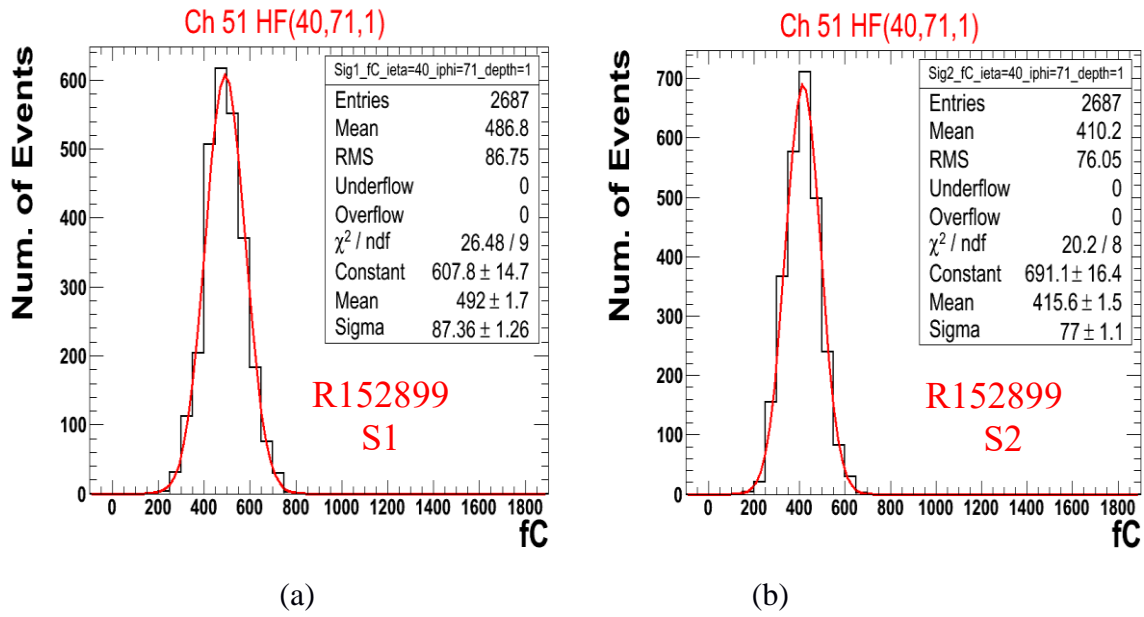 Ch 51 HF(40,71,1)
Num. of Events
600
500
400
300
200
100
0
0 200 400 600 800 1000 1200 1400 1600 1800
fC
Sig1_fC_ieta=40_iphi=71_depth=1
Entries 2687
Mean 486.8
RMS 86.75
Underflow 0
Overflow 0
χ² / ndf 26.48 / 9
Constant 607.8 ± 14.7
Mean 492 ± 1.7
Sigma 87.36 ± 1.26
R152899
S1
(a)
Ch 51 HF(40,71,1)
Num. of Events
700
600
500
400
300
200
100
0
0 200 400 600 800 1000 1200 1400 1600 1800
fC
Sig2_fC_ieta=40_iphi=71_depth=1
Entries 2687
Mean 410.2
RMS 76.05
Underflow 0
Overflow 0
χ² / ndf 20.2 / 8
Constant 691.1 ± 16.4
Mean 415.6 ± 1.5
Sigma 77 ± 1.1
R152899
S2
(b)